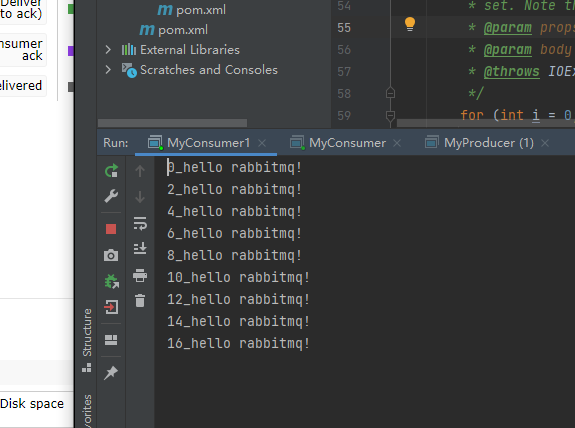 Deliver
to ack)
nsumer
ack
elivered
Disk space
pom.xml
pom.xml
External Libraries
Scratches and Consoles
54
* set. Note th
55
* @param props
56
* @param body
57
* @throws IOEx
58
*/
59
for (int i = 0
Run:
MyConsumer1
MyConsumer
MyProducer (1)
0_hello rabbitmq!
2_hello rabbitmq!
4_hello rabbitmq!
6_hello rabbitmq!
8_hello rabbitmq!
10_hello rabbitmq!
12_hello rabbitmq!
14_hello rabbitmq!
16_hello rabbitmq!
Structure
vorites